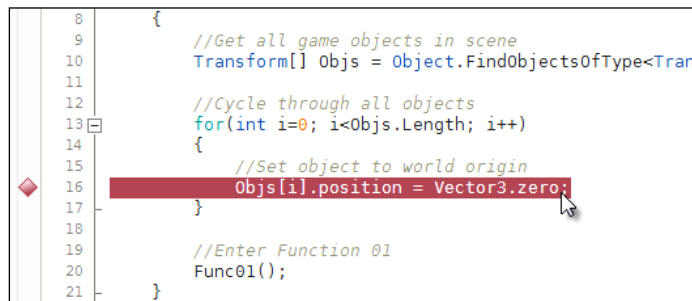 8 {
9 //Get all game objects in scene
10 Transform[] Objs = Object.FindObjectsOfType<Tran
11
12 //Cycle through all objects
13 for(int i=0; i<Objs.Length; i++)
14 {
15 //Set object to world origin
16 Objs[i].position = Vector3.zero;
17 }
18
19 //Enter Function 01
20 Func01();
21 }